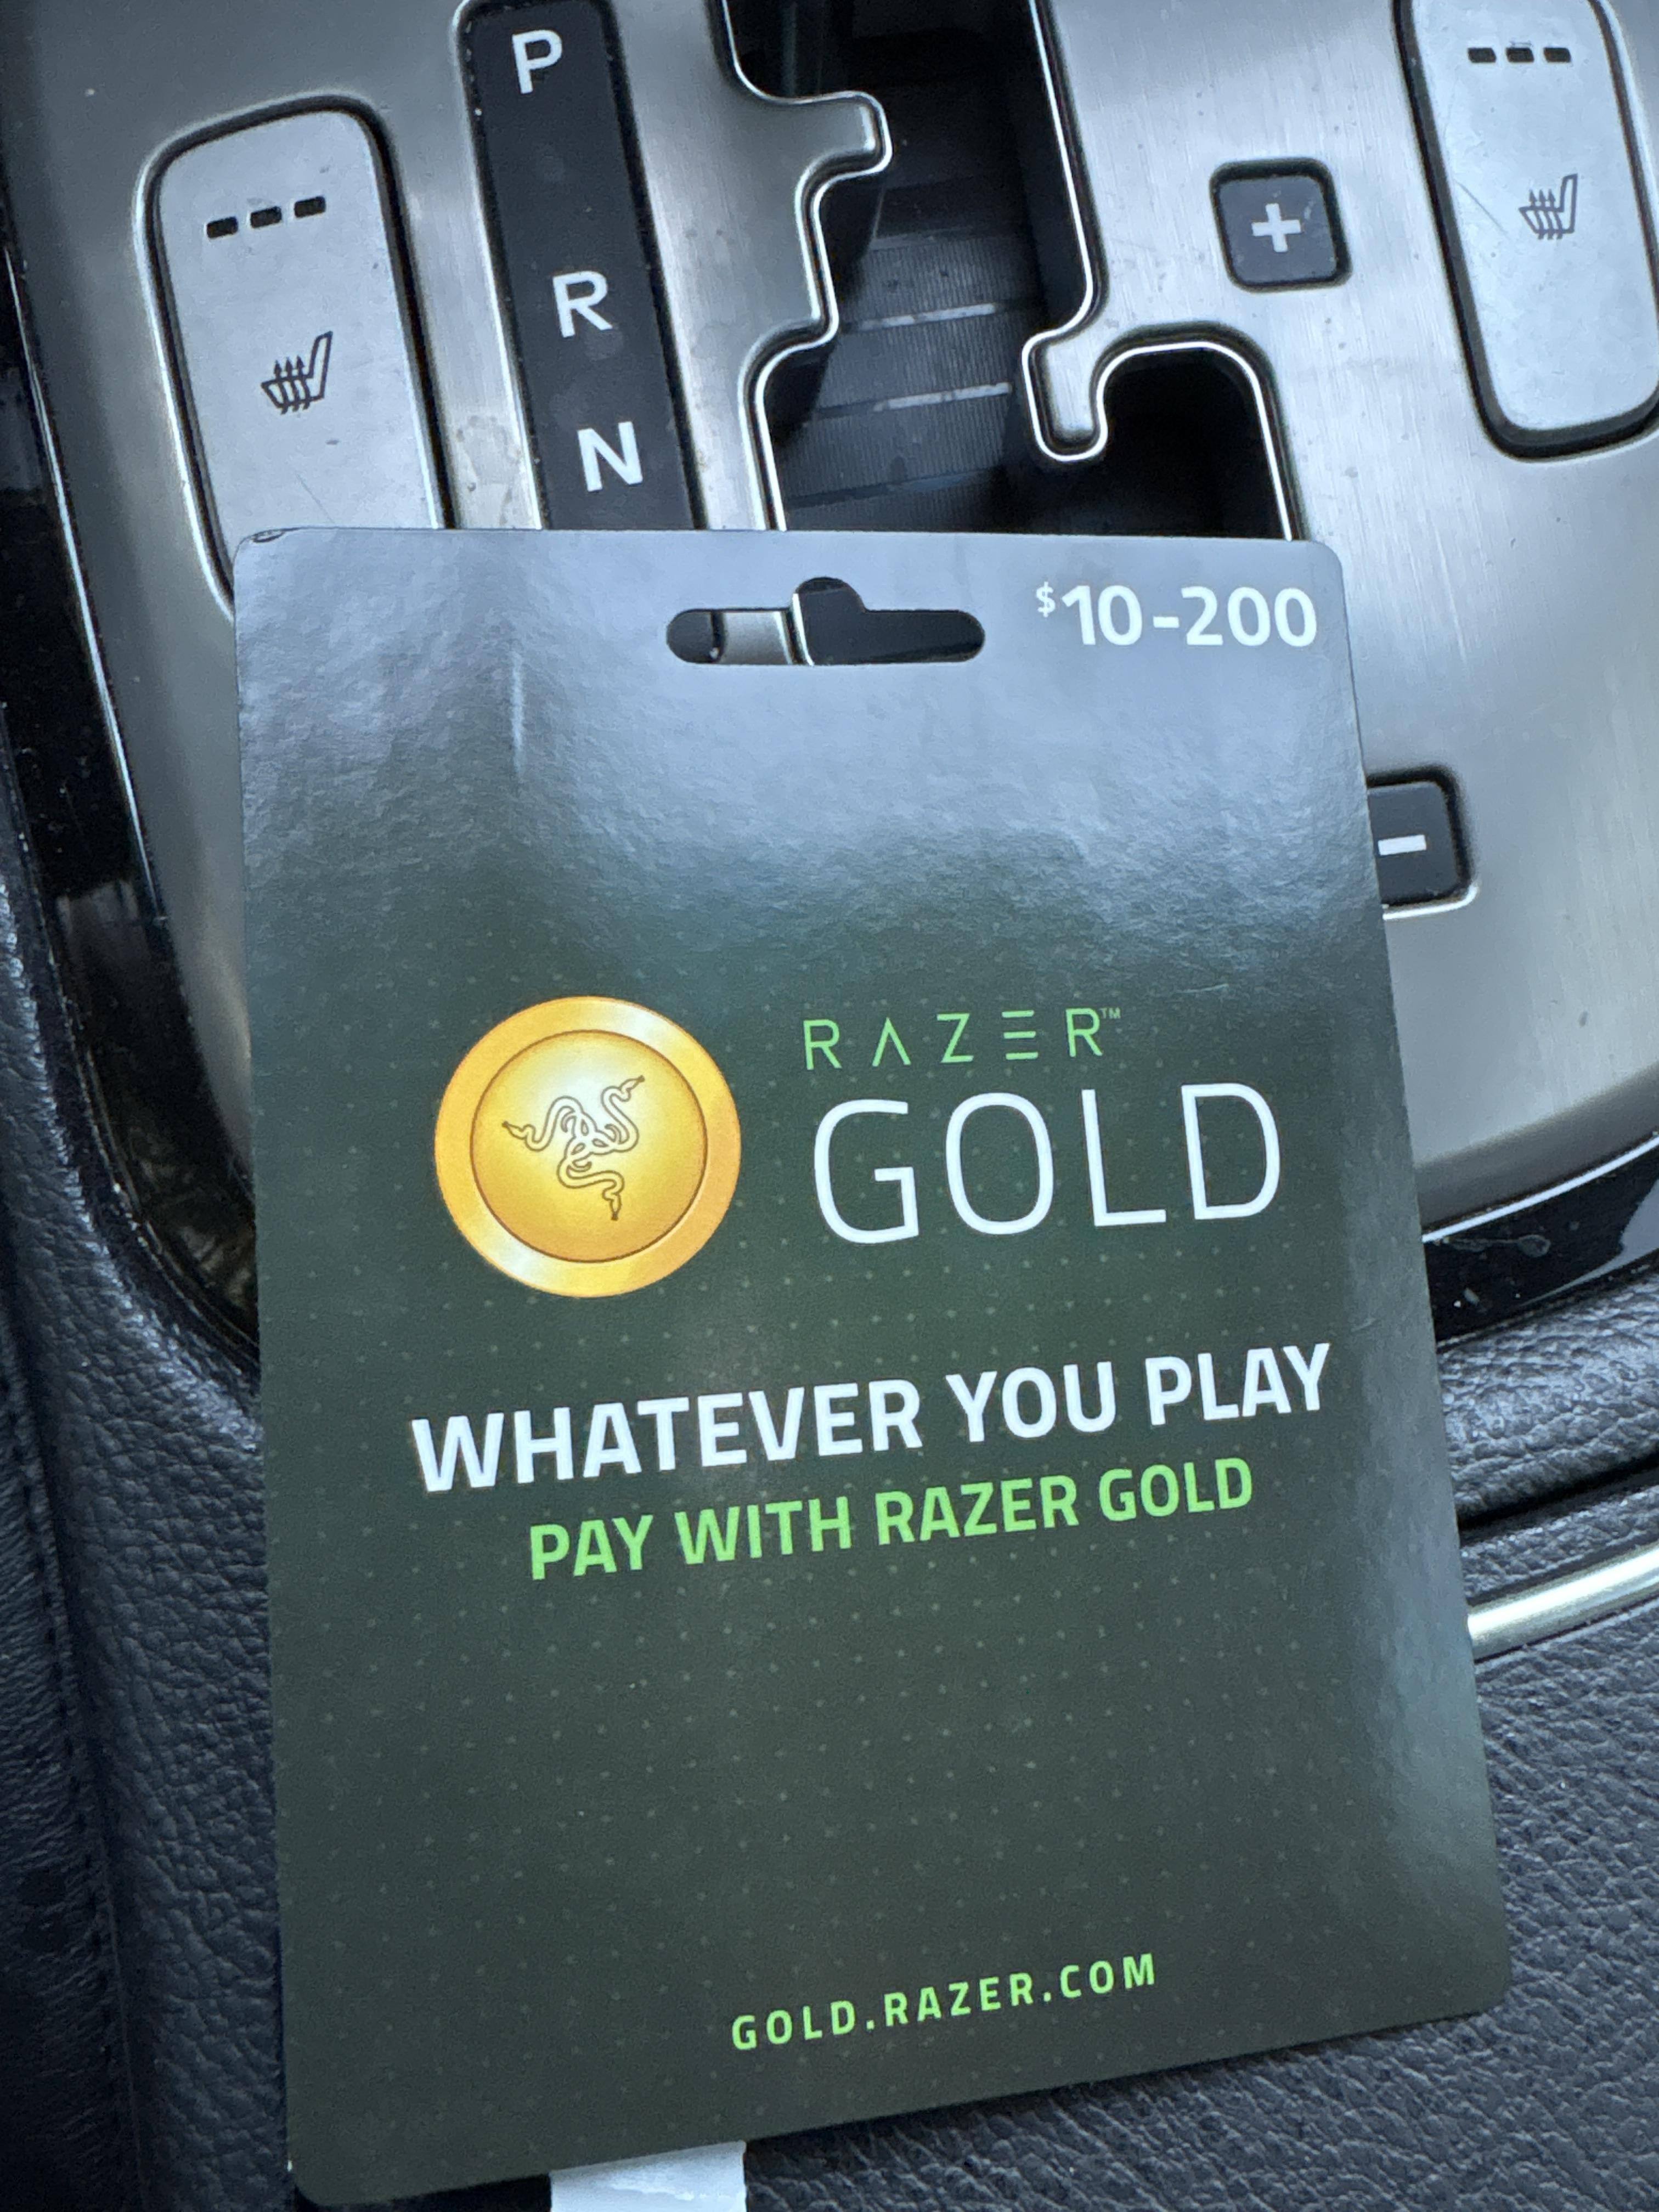 P
R
N
+
-
$10-200
RAZER™
GOLD
WHATEVER YOU PLAY
PAY WITH RAZER GOLD
GOLD.RAZER.COM